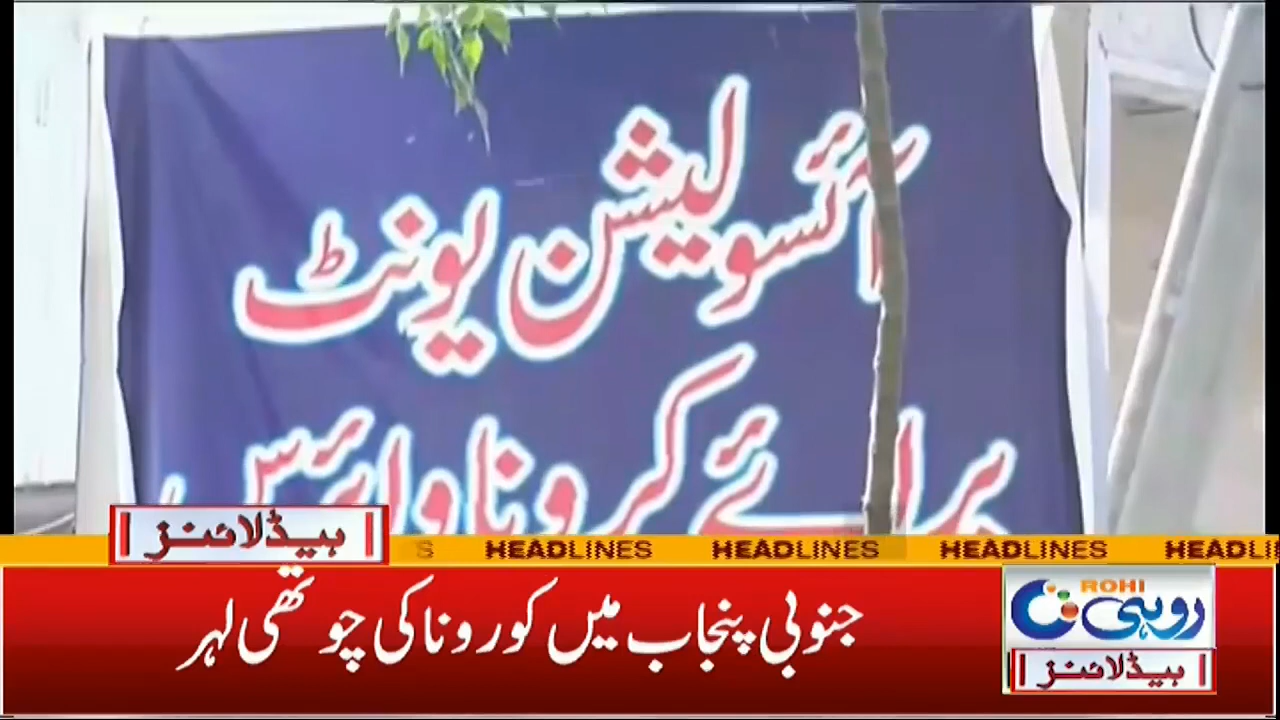 آئسولیشن یونٹ
برائے کرونا وائرس
ہیڈلائنز
HEADLINES HEADLINES HEADLINES
جنوبی پنجاب میں کورونا کی چوتھی لہر
ROHI
روہی
ہیڈلائنز